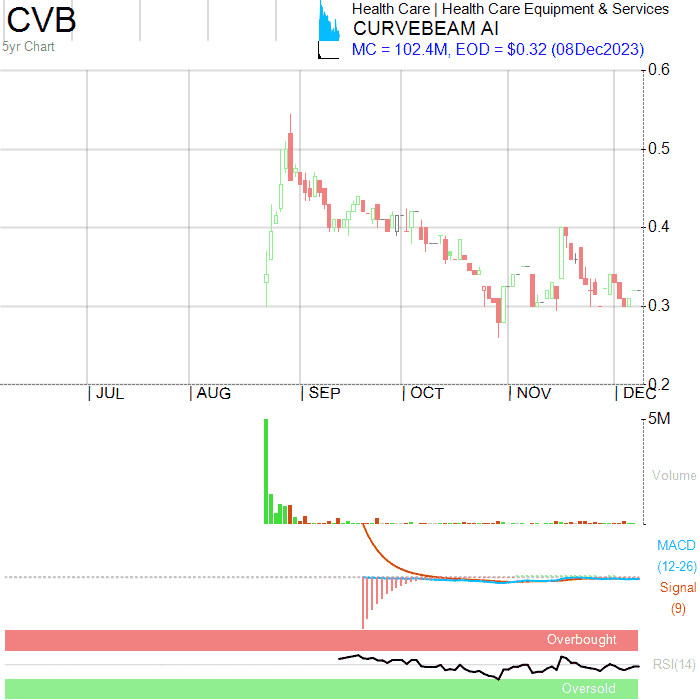 CVB
5yr Chart
Health Care | Health Care Equipment & Services
CURVEBEAM AI
MC = 102.4M, EOD = $0.32 (08Dec2023)
0.6
0.5
0.4
0.3
0.2
JUL
AUG
SEP
OCT
NOV
DEC
5M
Volume
MACD
(12-26)
Signal
(9)
Overbought
RSI(14)
Oversold